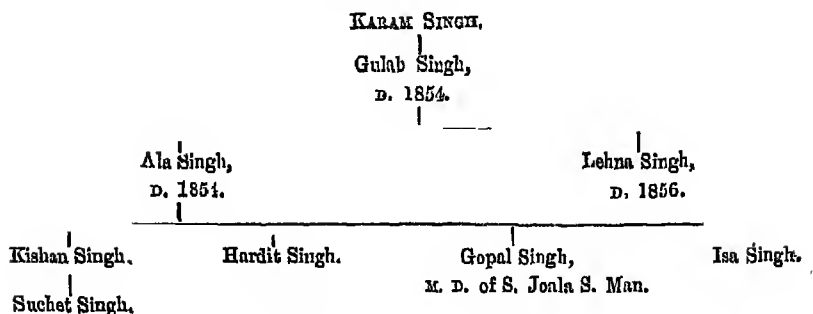 KARAM SINGH.
Gulab Singh,
D. 1854.
Ala Singh, Lehna Singh,
D. 1854. D. 1856.
Kishan Singh. Hardit Singh. Gopal Singh, Isa Singh.
M. D. of S. Joala S. Man.
Suchet Singh.